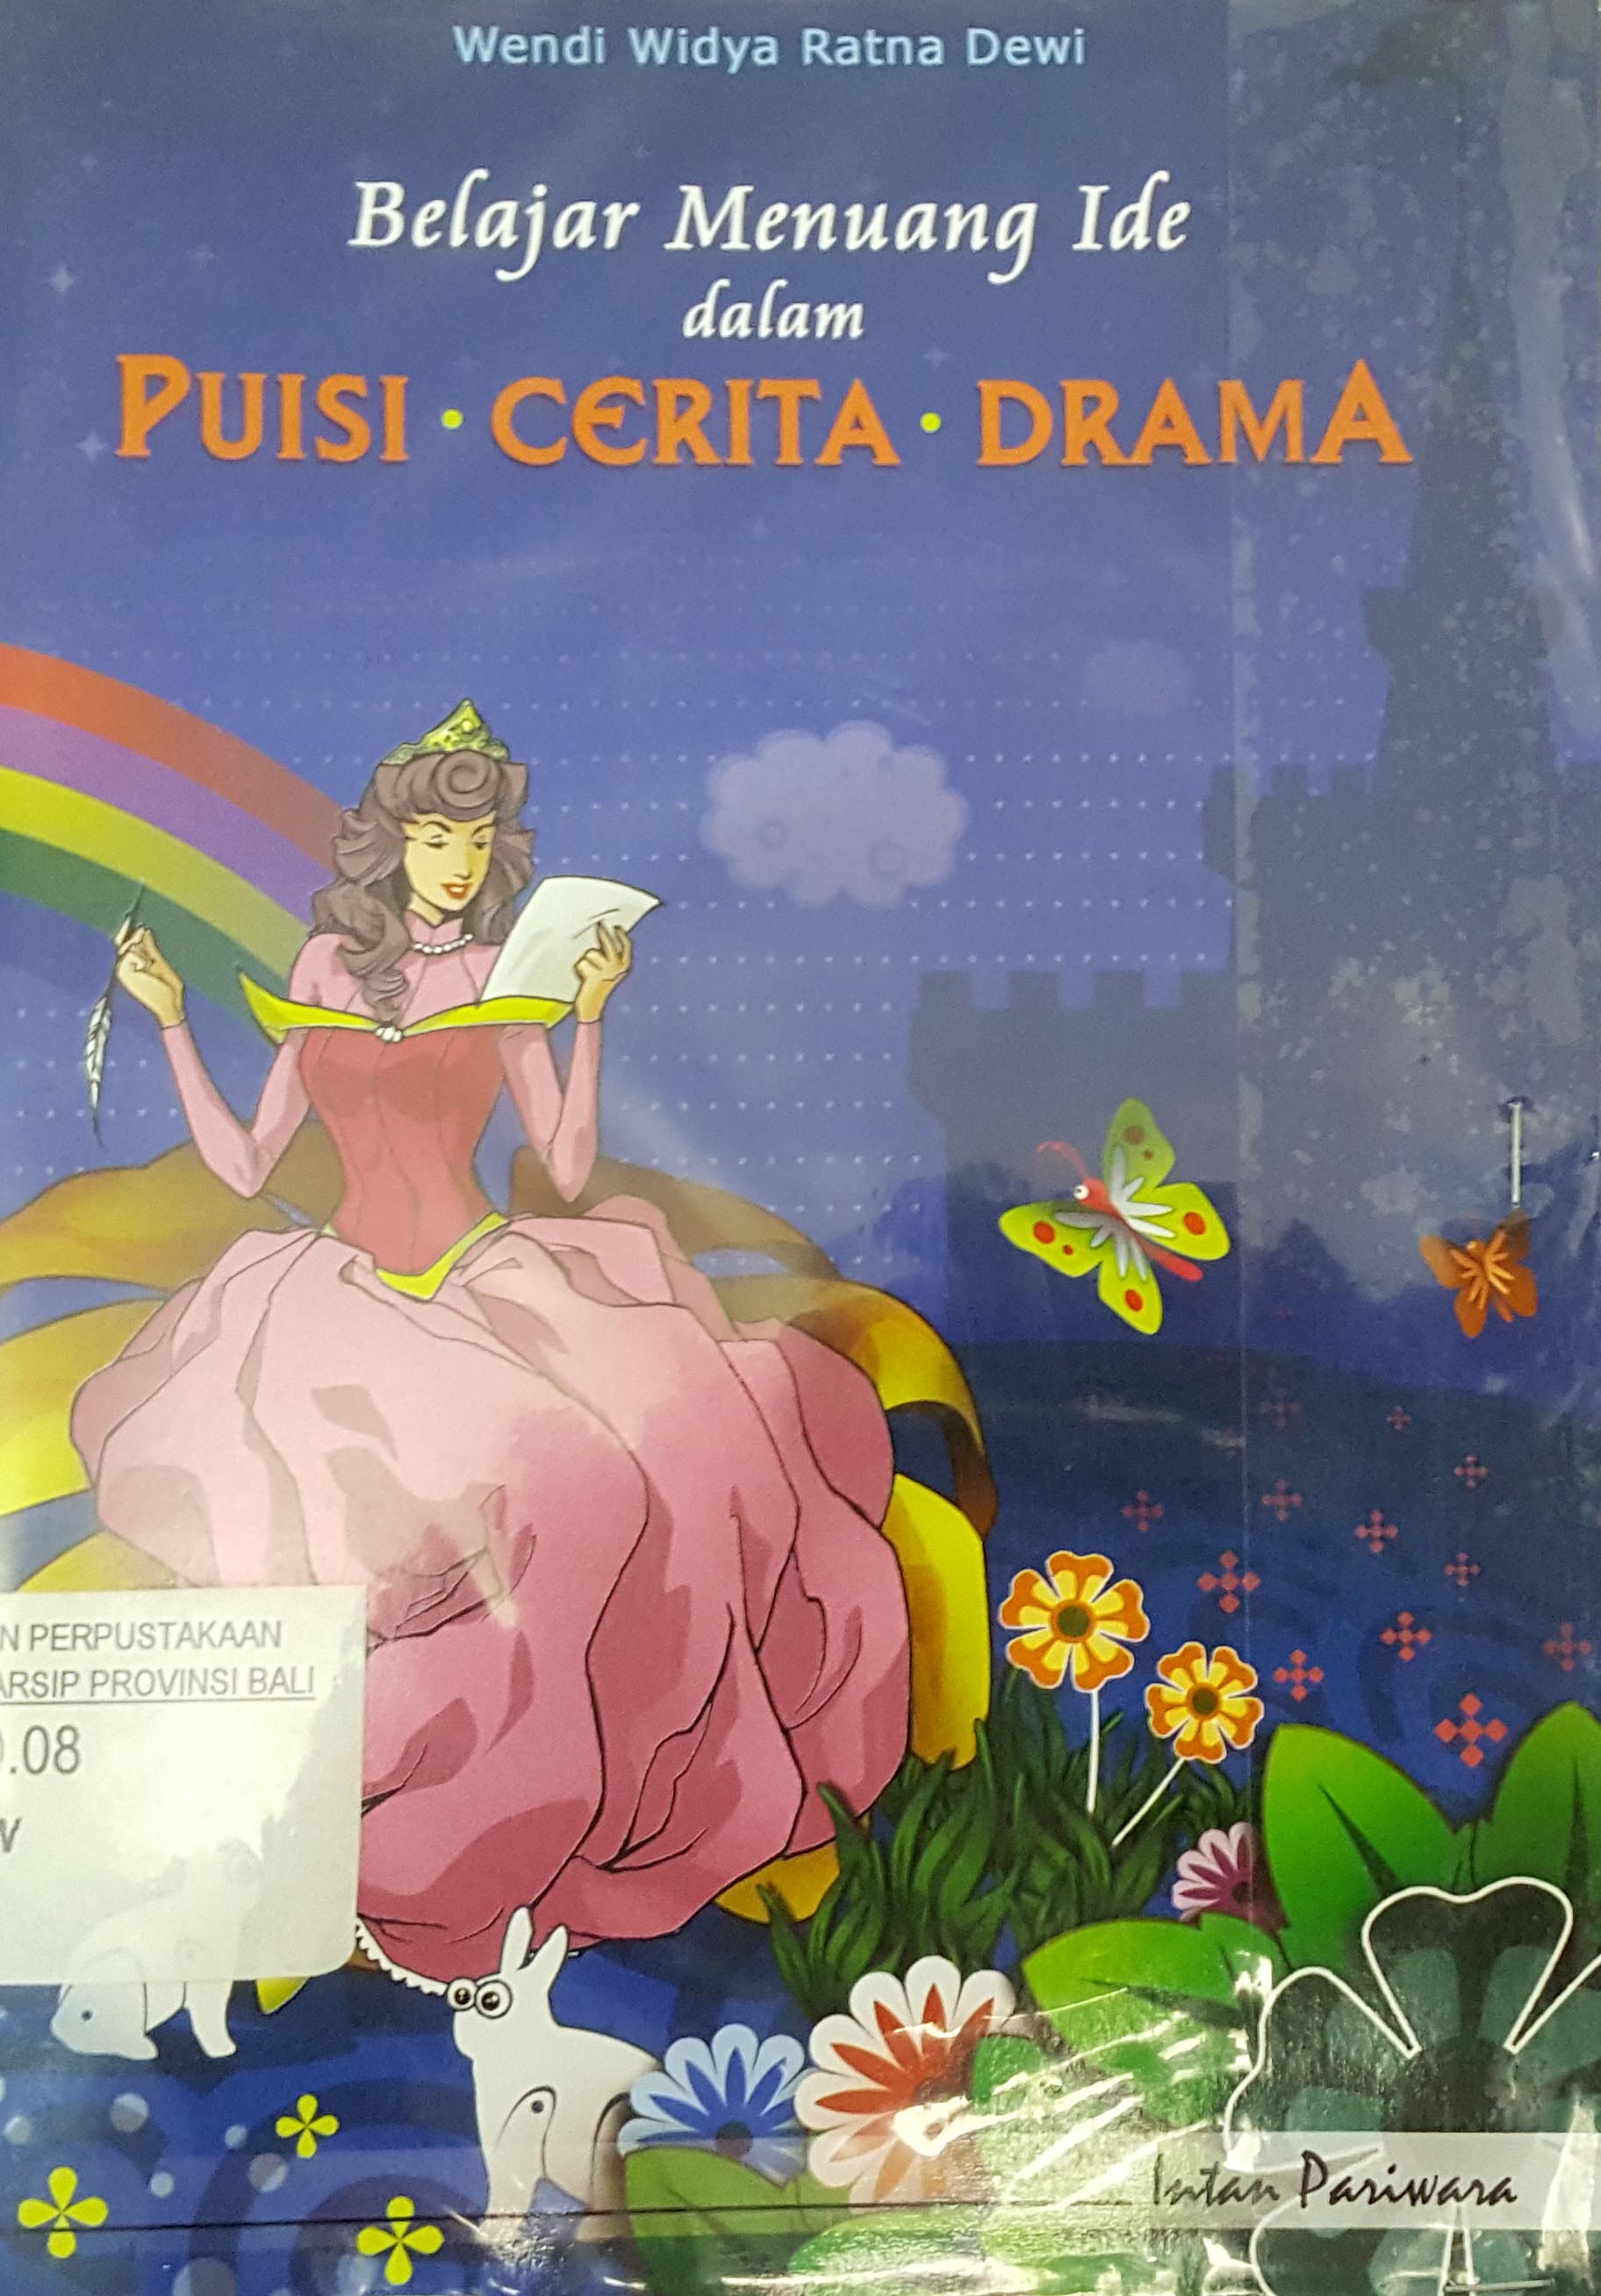 Wendi Widya Ratna Dewi
Belajar Menuang Ide
dalam
PUISI • CERITA • DRAMA
N PERPUSTAKAAN
ARSIP PROVINSI BALI
.08
Intan Pariwara